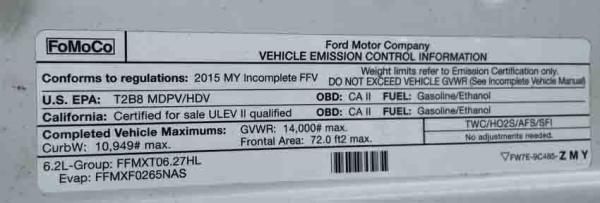 FoMoCo
Ford Motor Company
VEHICLE EMISSION CONTROL INFORMATION
Conforms to regulations: 2015 MY Incomplete FFV
Weight limits refer to Emission Certification only.
DO NOT EXCEED VEHICLE GVWR (See Incomplete Vehicle Manual)
U.S. EPA: T2B8 MDPV/HDV OBD: CA II FUEL: Gasoline/Ethanol
California: Certified for sale ULEV II qualified OBD: CA II FUEL: Gasoline/Ethanol
Completed Vehicle Maximums: GVWR: 14,000# max.
CurbW: 10,949# max. Frontal Area: 72.0 ft2 max.
TWC/HO2S/AFS/SFI
No adjustments needed.
6.2L-Group: FFMXT06.27HL
Evap: FFMXF0265NAS
FW7E-9C485-ZMY